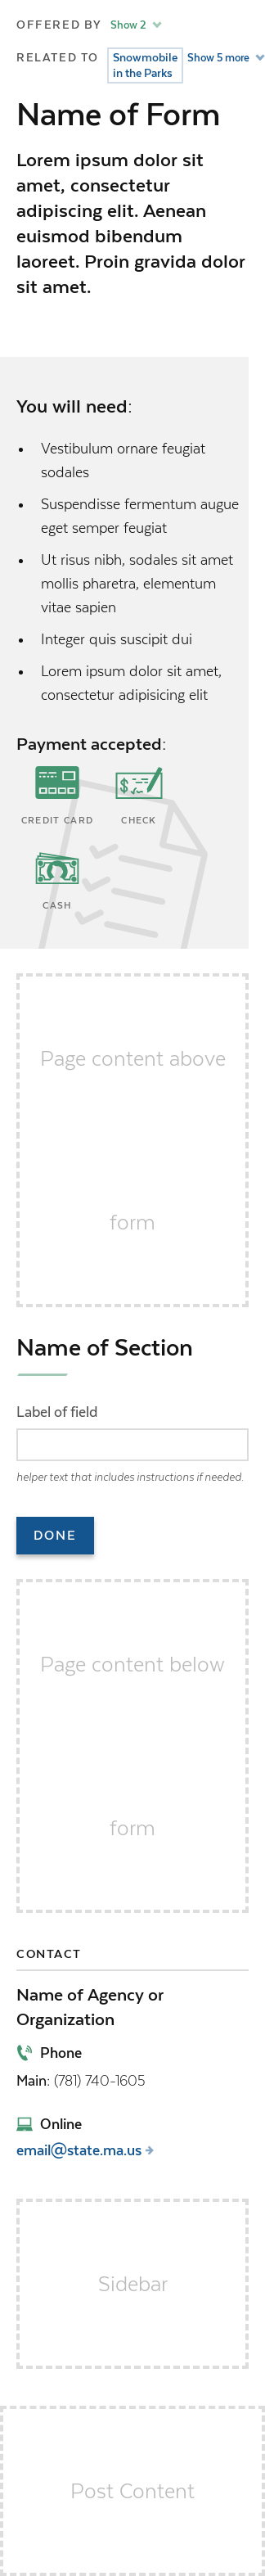 OFFERED BY Show 2
RELATED TO Snowmobile in the Parks Show 5 more
Name of Form
Lorem ipsum dolor sit
amet, consectetur
adipiscing elit. Aenean
euismod bibendum
laoreet. Proin gravida dolor
sit amet.
You will need:
Vestibulum ornare feugiat
sodales
Suspendisse fermentum augue
eget semper feugiat
Ut risus nibh, sodales sit amet
mollis pharetra, elementum
vitae sapien
Integer quis suscipit dui
Lorem ipsum dolor sit amet,
consectetur adipisicing elit
Payment accepted:
CREDIT CARD CHECK
CASH
Page content above
form
Name of Section
Label of field
helper text that includes instructions if needed.
DONE
Page content below
form
CONTACT
Name of Agency or
Organization
Phone
Main: (781) 740-1605
Online
email@state.ma.us
Sidebar
Post Content